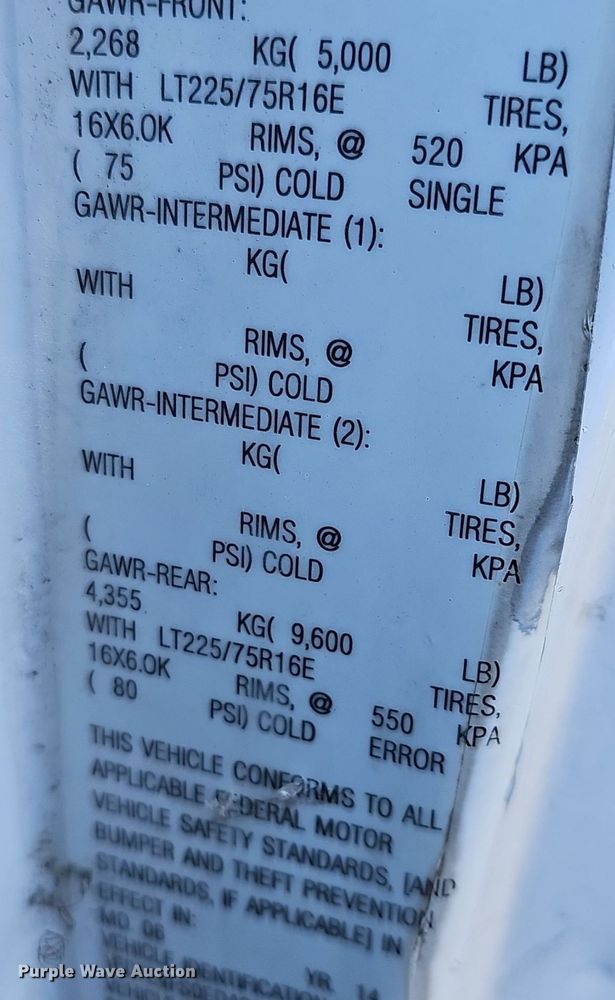 GAWR-FRONT:
2,268 KG( 5,000 LB)
WITH LT225/75R16E TIRES,
16X6.0K RIMS, @ 520 KPA
( 75 PSI) COLD SINGLE
GAWR-INTERMEDIATE (1):
KG( LB)
WITH TIRES,
RIMS, @ KPA
( PSI) COLD
GAWR-INTERMEDIATE (2):
KG( LB)
WITH TIRES,
RIMS, @ KPA
( PSI) COLD
GAWR-REAR:
4,355 KG( 9,600 LB)
WITH LT225/75R16E TIRES,
16X6.0K RIMS, @ 550 KPA
( 80 PSI) COLD ERROR
THIS VEHICLE CONFORMS TO ALL
APPLICABLE FEDERAL MOTOR
VEHICLE SAFETY STANDARDS, [AND
BUMPER AND THEFT PREVENTION
STANDARDS, IF APPLICABLE] IN
EFFECT IN:
MO 06 YR 14
VEHICLE IDENTIFICATION
Purple Wave Auction